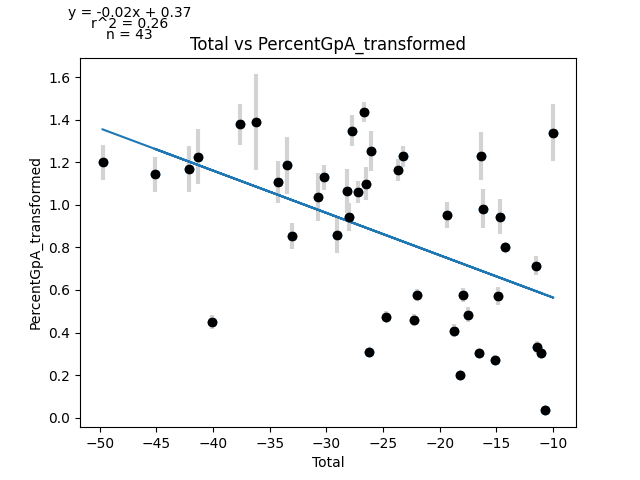 y = -0.02x + 0.37
r^2 = 0.26
n = 43
Total vs PercentGpA_transformed
PercentGpA_transformed
1.6
1.4
1.2
1.0
0.8
0.6
0.4
0.2
0.0
−50 −45 −40 −35 −30 −25 −20 −15 −10
Total